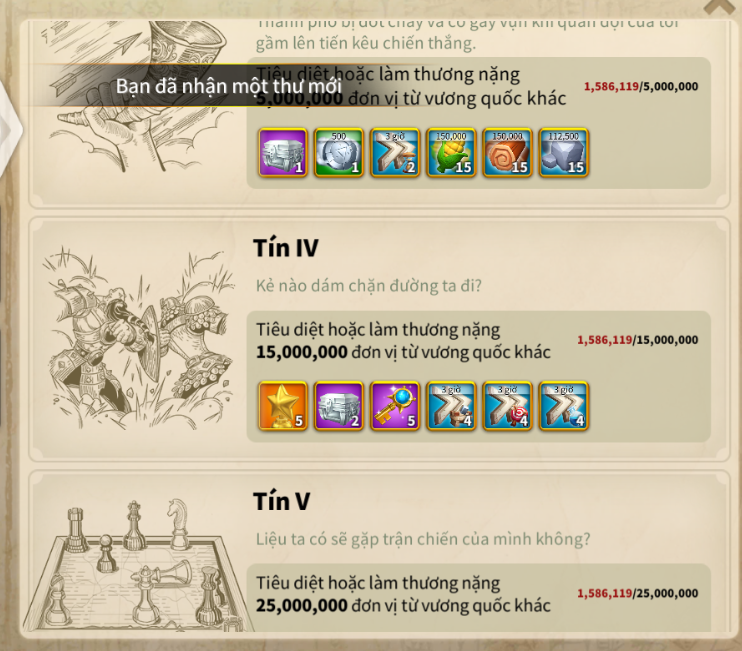 Thành phố bị đốt cháy và cờ gãy vụn khi quân đội của tôi
gầm lên tiến kêu chiến thắng.
Bạn đã nhận một thư mới
Tiêu diệt hoặc làm thương nặng
5,000,000 đơn vị từ vương quốc khác
1,586,119/5,000,000
1
500
1
3 giờ
2
150,000
15
150,000
15
112,500
15
Tín IV
Kẻ nào dám chặn đường ta đi?
Tiêu diệt hoặc làm thương nặng
15,000,000 đơn vị từ vương quốc khác
1,586,119/15,000,000
5
2
5
3 giờ
4
3 giờ
4
3 giờ
4
Tín V
Liệu ta có sẽ gặp trận chiến của mình không?
Tiêu diệt hoặc làm thương nặng
25,000,000 đơn vị từ vương quốc khác
1,586,119/25,000,000